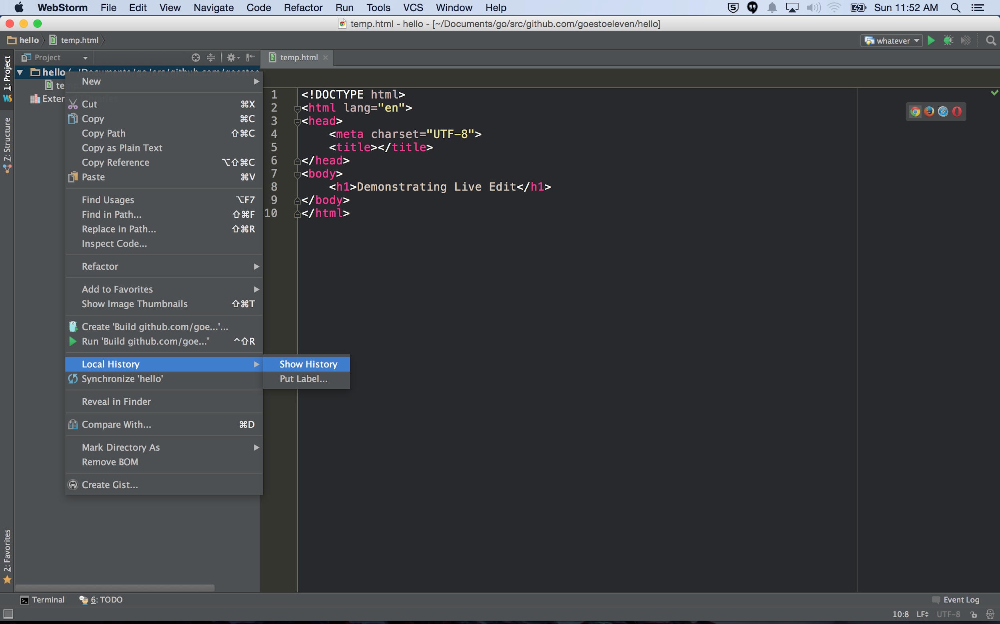 WebStorm File Edit View Navigate Code Refactor Run Tools VCS Window Help Sun 11:52 AM
temp.html - hello - [~/Documents/go/src/github.com/goestoeleven/hello]
hello temp.html whatever
1: Project
7: Structure
2: Favorites
Project
temp.html
hello
New
Cut ⌘X
Copy ⌘C
Copy Path ⇧⌘C
Copy as Plain Text
Copy Reference ⌥⇧⌘C
Paste ⌘V
Find Usages ⌥F7
Find in Path... ⇧⌘F
Replace in Path... ⇧⌘R
Inspect Code...
Refactor
Add to Favorites
Show Image Thumbnails ⇧⌘T
Create 'Build github.com/goe...'...
Run 'Build github.com/goe...' ^⇧R
Local History
Synchronize 'hello'
Reveal in Finder
Compare With... ⌘D
Mark Directory As
Remove BOM
Create Gist...
Show History
Put Label...
1 <!DOCTYPE html>
2 <html lang="en">
3 <head>
4 <meta charset="UTF-8">
5 <title></title>
6 </head>
7 <body>
8 <h1>Demonstrating Live Edit</h1>
9 </body>
10 </html>
Terminal 6: TODO Event Log
10:8 LF UTF-8